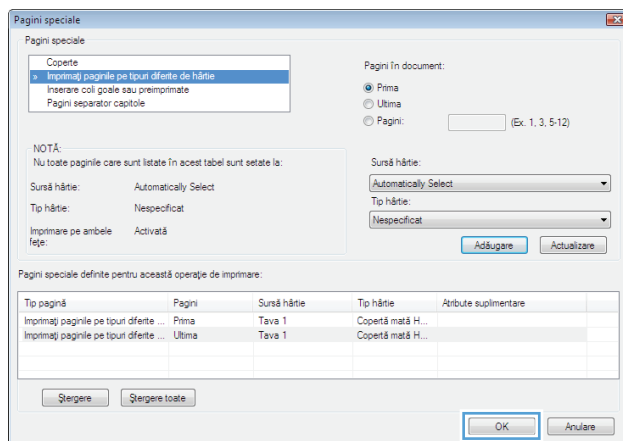 Pagini speciale
Pagini speciale
Coperte
» Imprimați paginile pe tipuri diferite de hârtie
Inserare coli goale sau preimprimate
Pagini separator capitole
Pagini în document:
Prima
Ultima
Pagini:
(Ex. 1, 3, 5-12)
NOTĂ:
Nu toate paginile care sunt listate în acest tabel sunt setate la:
Sursă hârtie: Automatically Select
Tip hârtie: Nespecificat
Imprimare pe ambele Activată
fețe:
Sursă hârtie:
Automatically Select
Tip hârtie:
Nespecificat
Adăugare Actualizare
Pagini speciale definite pentru această operație de imprimare:
Tip pagină Pagini Sursă hârtie Tip hârtie Atribute suplimentare
Imprimați paginile pe tipuri diferite ... Prima Tava 1 Copertă mată H...
Imprimați paginile pe tipuri diferite ... Ultima Tava 1 Copertă mată H...
Ștergere Ștergere toate
OK Anulare